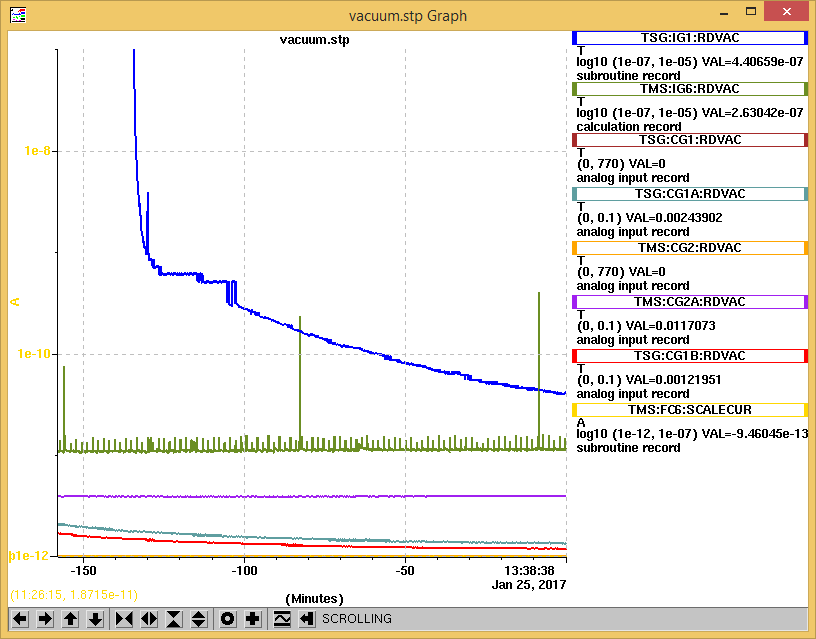 vacuum.stp Graph
vacuum.stp
1e-8
A
1e-10
1e-12
-150
-100
-50
13:38:38
Jan 25, 2017
(Minutes)
(11:26:15, 1.8715e-11)
SCROLLING
TSG:IG1:RDVAC
T
log10 (1e-07, 1e-05) VAL=4.40659e-07
subroutine record
TMS:IG6:RDVAC
T
log10 (1e-07, 1e-05) VAL=2.63042e-07
calculation record
TSG:CG1:RDVAC
T
(0, 770) VAL=0
analog input record
TSG:CG1A:RDVAC
T
(0, 0.1) VAL=0.00243902
analog input record
TMS:CG2:RDVAC
T
(0, 770) VAL=0
analog input record
TMS:CG2A:RDVAC
T
(0, 0.1) VAL=0.0117073
analog input record
TSG:CG1B:RDVAC
T
(0, 0.1) VAL=0.00121951
analog input record
TMS:FC6:SCALECUR
A
log10 (1e-12, 1e-07) VAL=-9.46045e-13
subroutine record